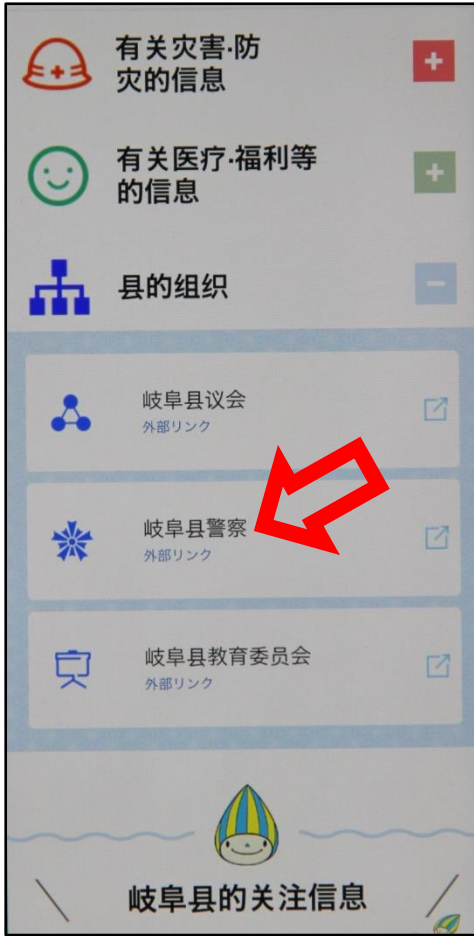 有关灾害·防
灾的信息
有关医疗·福利等
的信息
县的组织
岐阜县议会
外部リンク
岐阜县警察
外部リンク
岐阜县教育委员会
外部リンク
岐阜县的关注信息